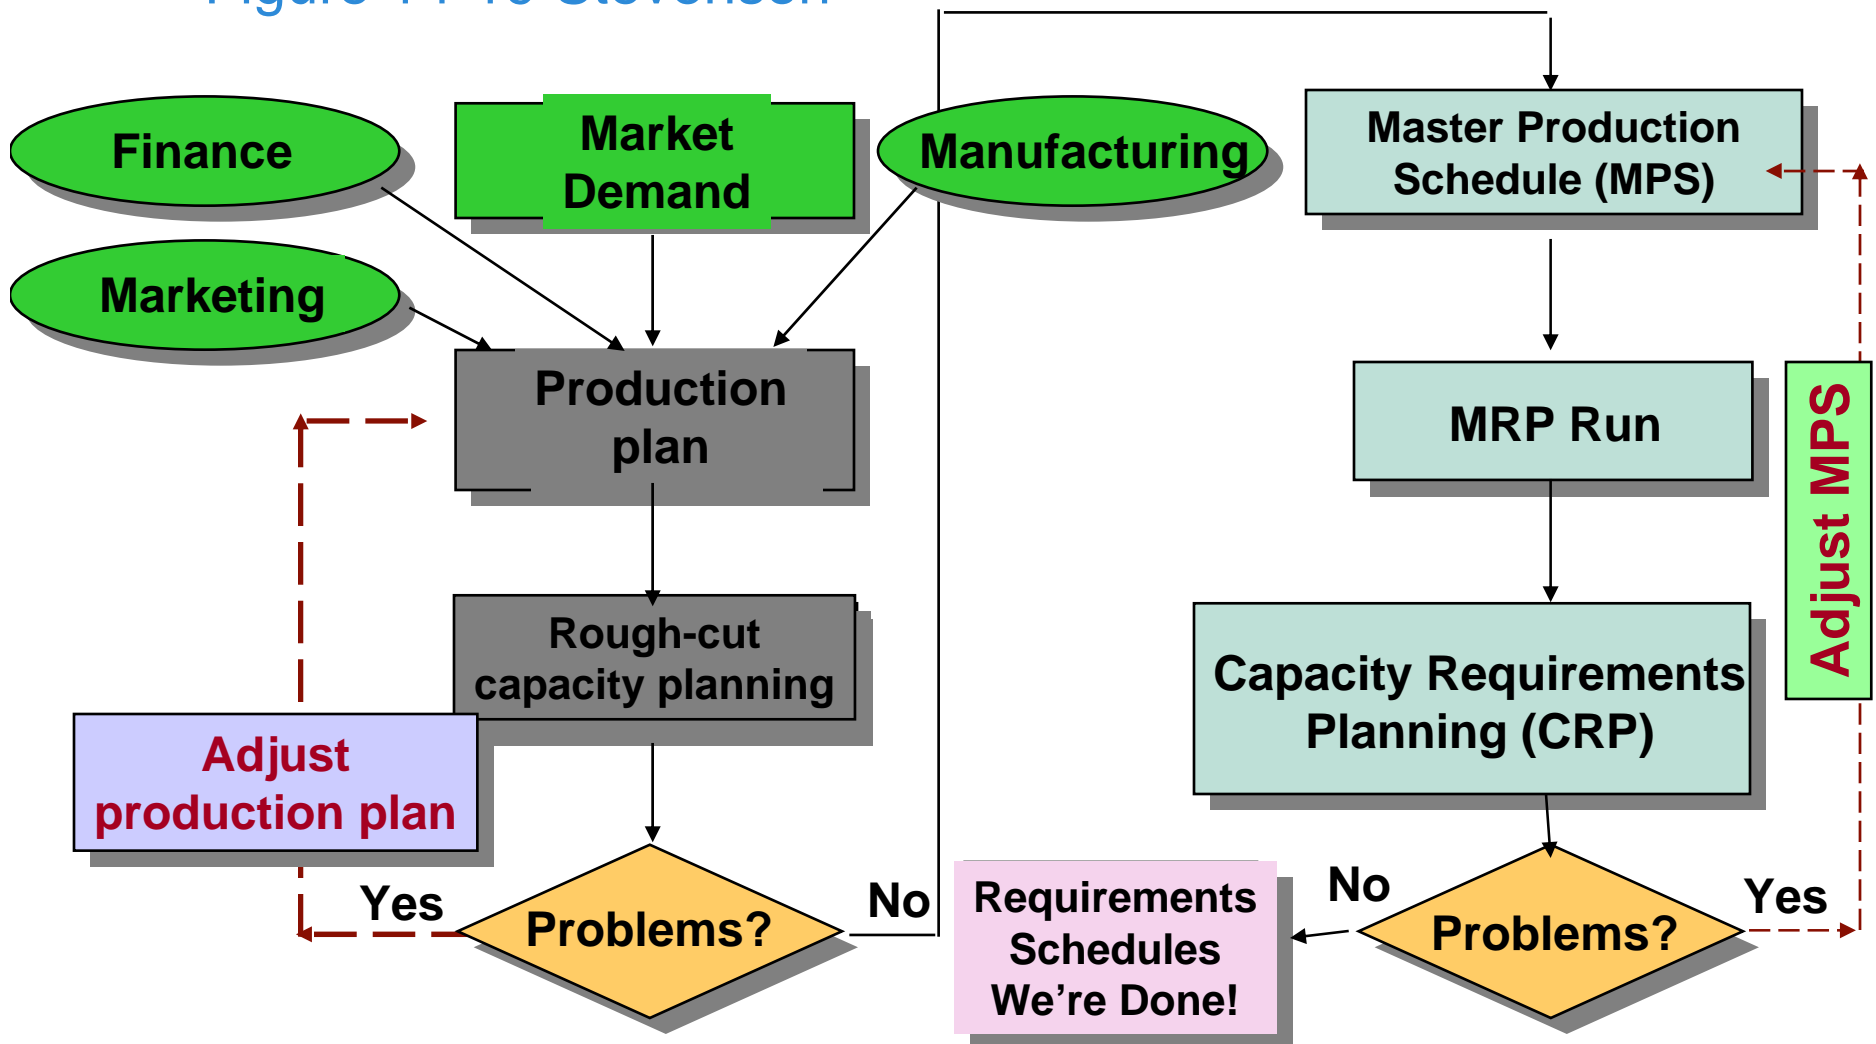 Finance
Market
Demand
Manufacturing
Master Production
Schedule (MPS)
Marketing
Production
plan
MRP Run
Adjust MPS
Rough-cut
capacity planning
Capacity Requirements
Planning (CRP)
Adjust
production plan
Yes
Problems?
No
Requirements
Schedules
We're Done!
No
Problems?
Yes